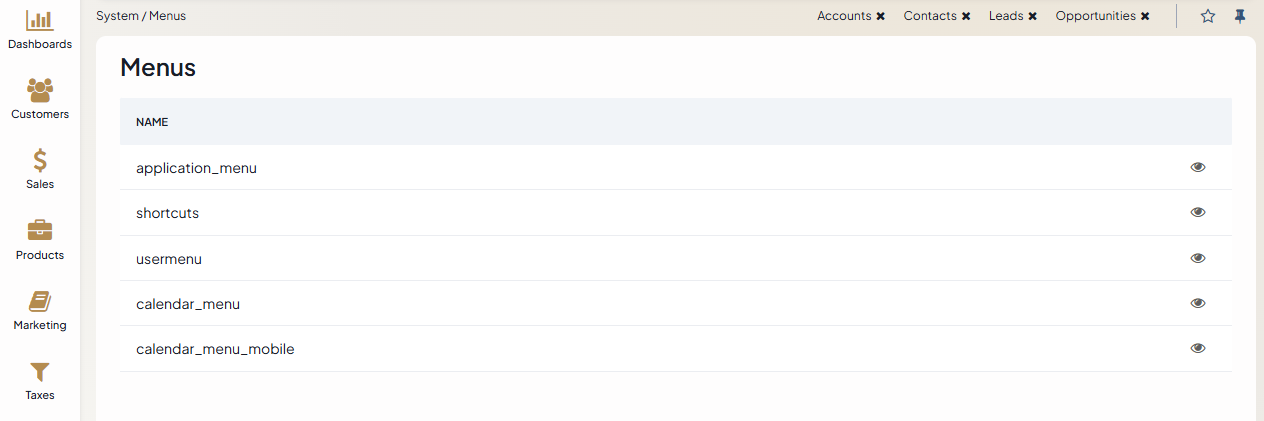 System / Menus
Accounts ✖ Contacts ✖ Leads ✖ Opportunities ✖
Dashboards
Customers
Sales
Products
Marketing
Taxes
Menus
NAME
application_menu
shortcuts
usermenu
calendar_menu
calendar_menu_mobile